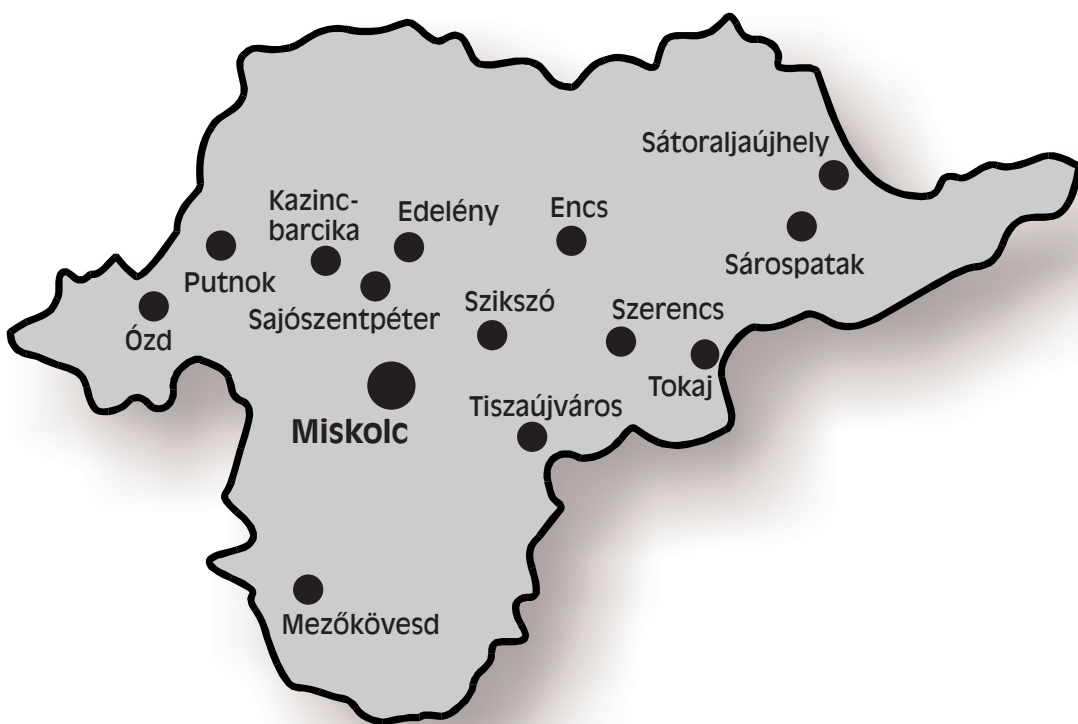 Sátoraljaújhely
Kazinc-
barcika
Edelény
Encs
Sárospatak
Putnok
Sajószentpéter
Szikszó
Szerencs
Ózd
Tokaj
Tiszaújváros
Miskolc
Mezőkövesd